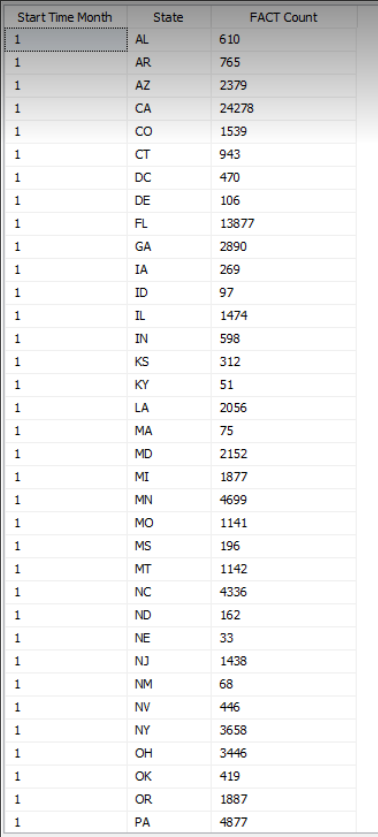 Start Time Month State FACT Count
1 AL 610
1 AR 765
1 AZ 2379
1 CA 24278
1 CO 1539
1 CT 943
1 DC 470
1 DE 106
1 FL 13877
1 GA 2890
1 IA 269
1 ID 97
1 IL 1474
1 IN 598
1 KS 312
1 KY 51
1 LA 2056
1 MA 75
1 MD 2152
1 MI 1877
1 MN 4699
1 MO 1141
1 MS 196
1 MT 1142
1 NC 4336
1 ND 162
1 NE 33
1 NJ 1438
1 NM 68
1 NV 446
1 NY 3658
1 OH 3446
1 OK 419
1 OR 1887
1 PA 4877